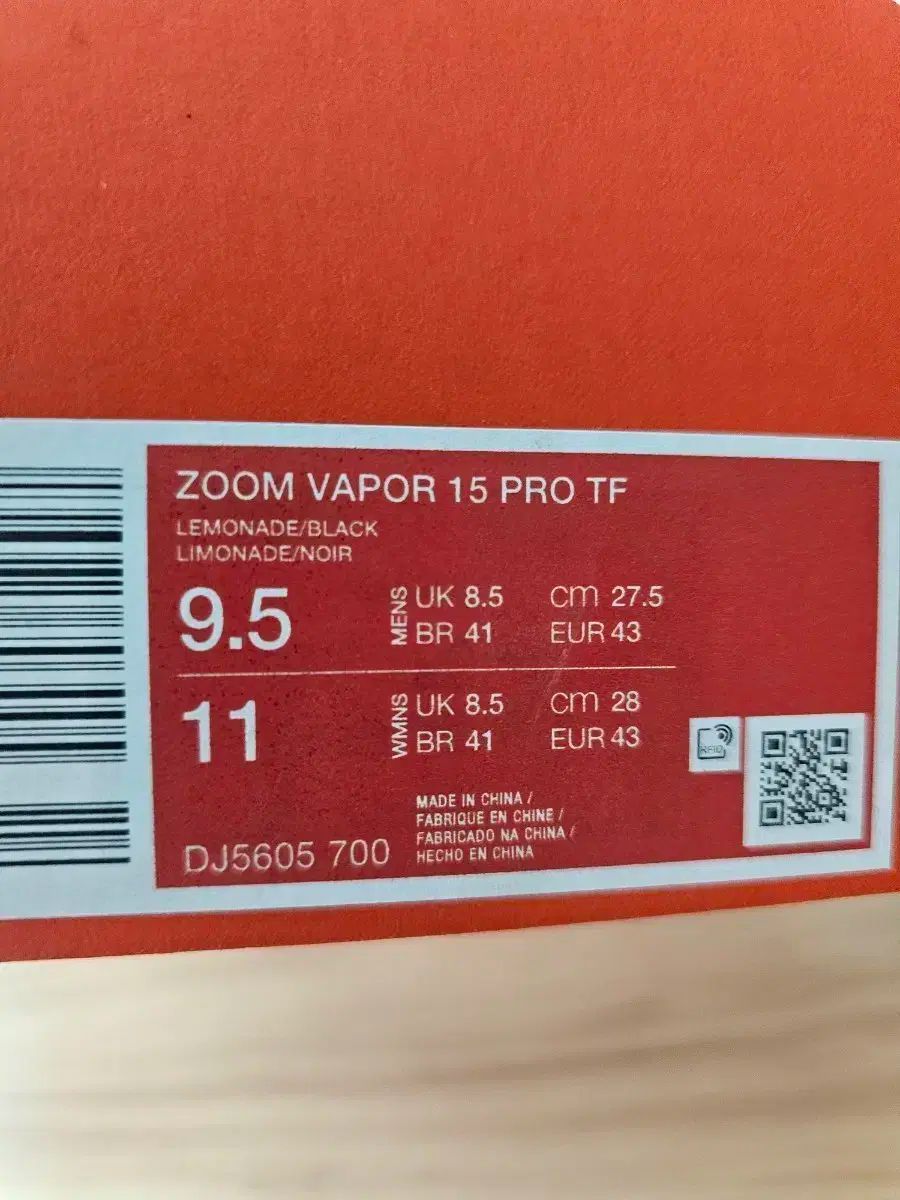 ZOOM VAPOR 15 PRO TF
LEMONADE/BLACK
LIMONADE/NOIR
9.5 MENS UK 8.5 cm 27.5
BR 41 EUR 43
11 WMNS UK 8.5 cm 28
BR 41 EUR 43
RFID
MADE IN CHINA /
FABRIQUE EN CHINE /
FABRICADO NA CHINA /
HECHO EN CHINA
DJ5605 700